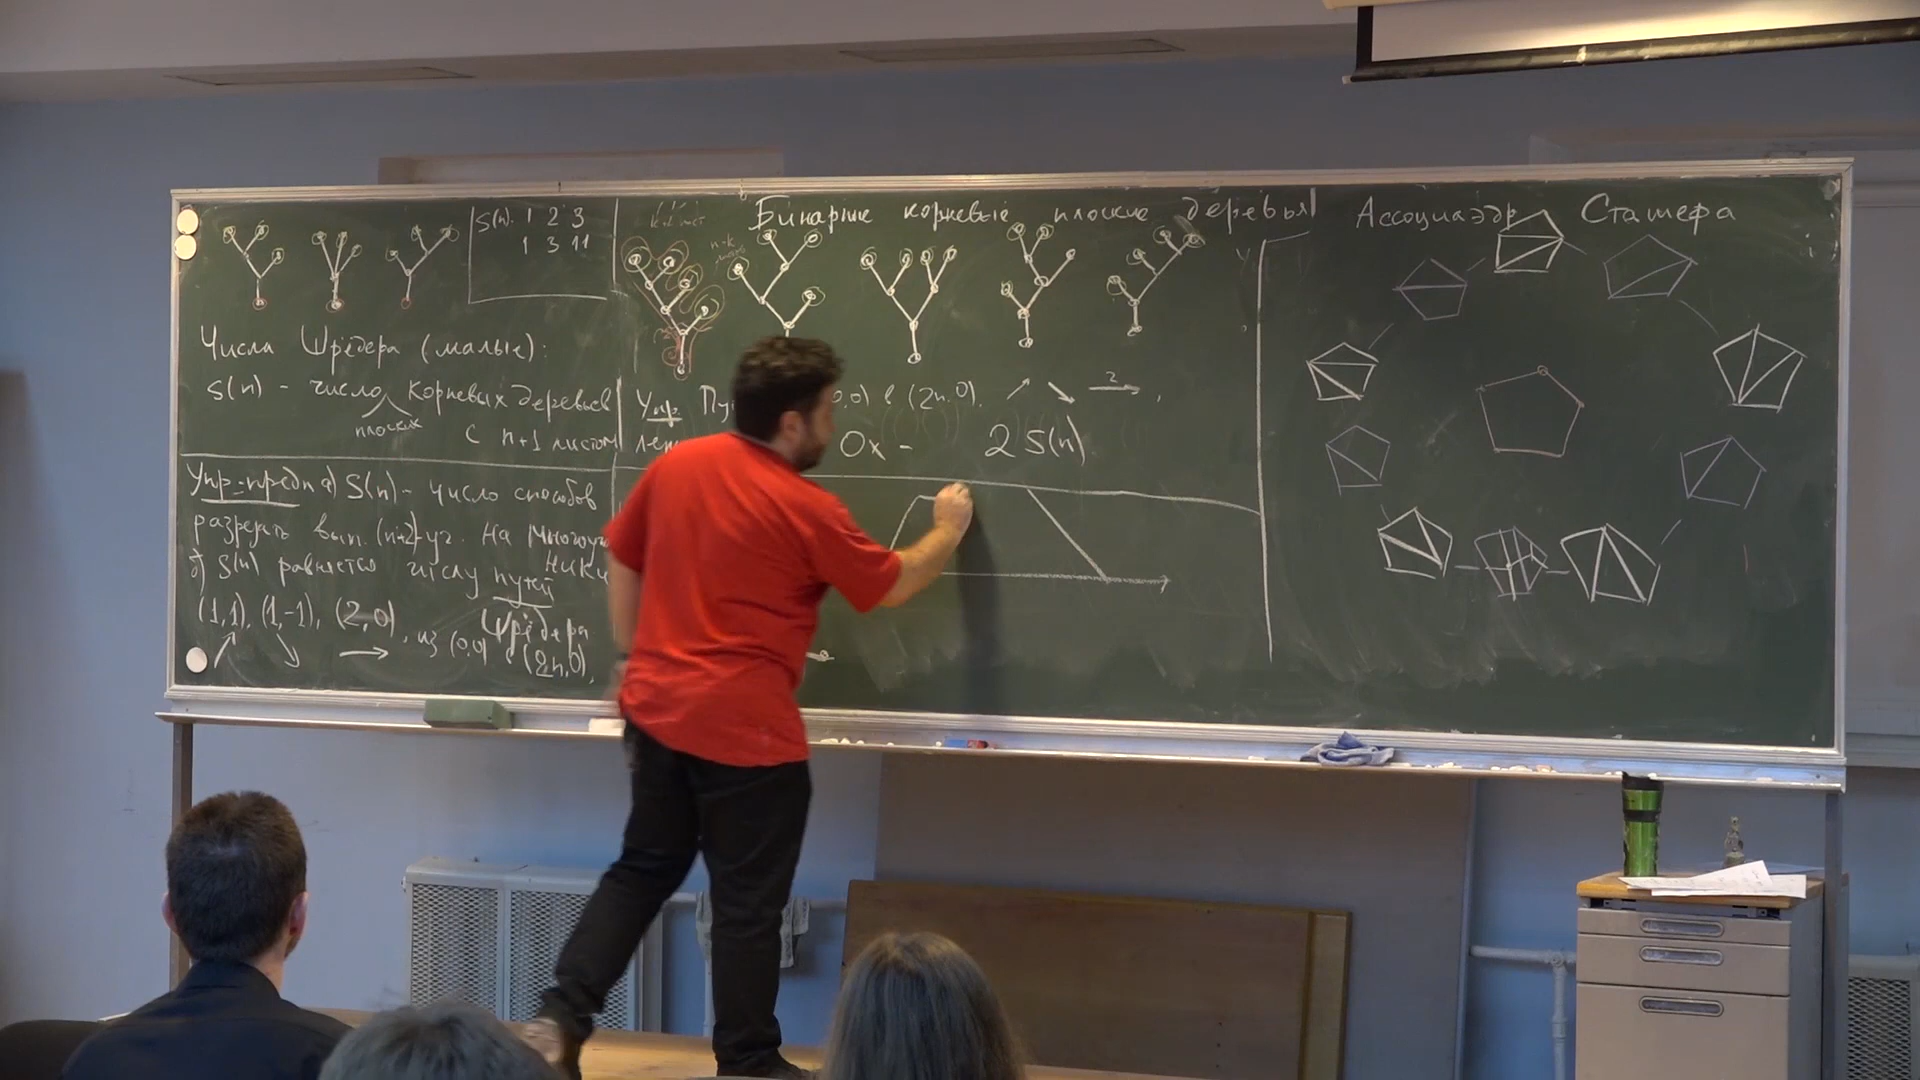 S(n): 1 2 3
1 3 11
Числа Шрёдера (малые):
S(n) - число корневых деревьев
плоских
с n+1 листом
Упр-предл а) S(n) - число способов
разрезать вып. (n+2)-уг. на многоуг
б) S(n) равняется числу путей
Шрёдера
(1,1), (1,-1), (2,0), из (0,0) в (2n,0),
Бинарные корневые плоские деревья
n-k
Упр. Пу 0,0) в (2n,0), 2 ,
Ox - 2S(n)
y
Ассоциаэдр Сташефа